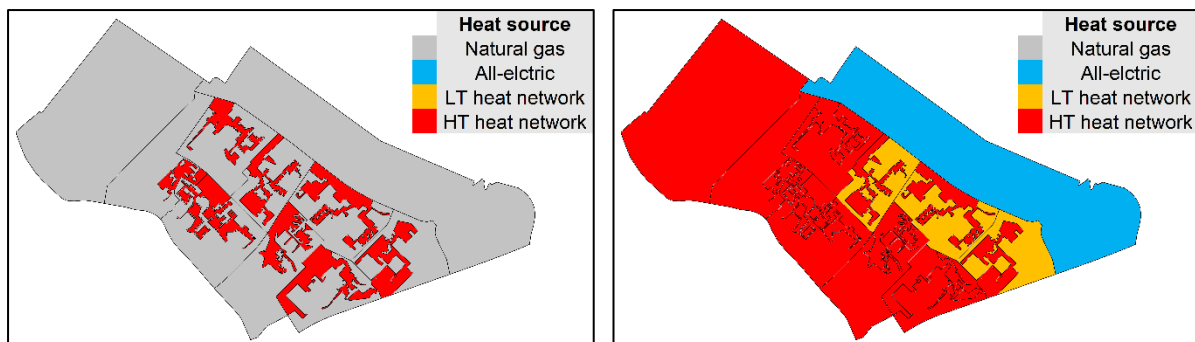 Heat source
Natural gas
All-elctric
LT heat network
HT heat network
Heat source
Natural gas
All-elctric
LT heat network
HT heat network